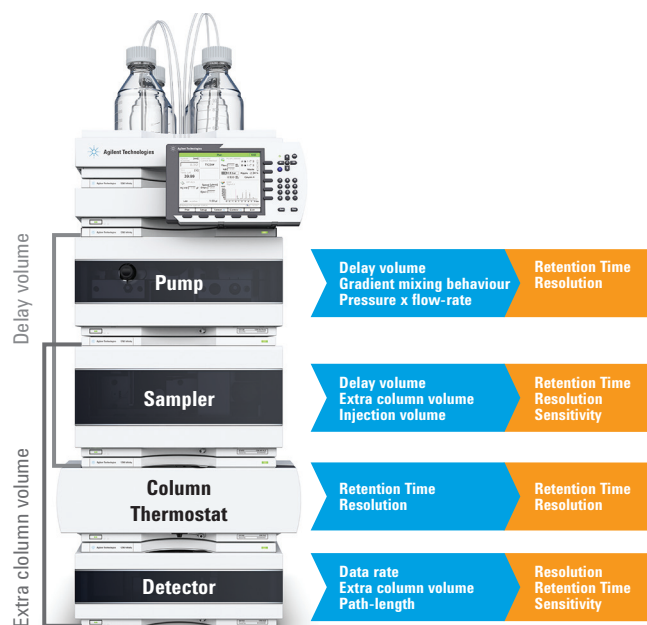 Agilent Technologies
Delay volume
Pump
Delay volume
Gradient mixing behaviour
Pressure x flow-rate
Retention Time
Resolution
Sampler
Delay volume
Extra column volume
Injection volume
Retention Time
Resolution
Sensitivity
Extra clolumn volume
Column
Thermostat
Retention Time
Resolution
Retention Time
Resolution
Detector
Data rate
Extra column volume
Path-length
Resolution
Retention Time
Sensitivity